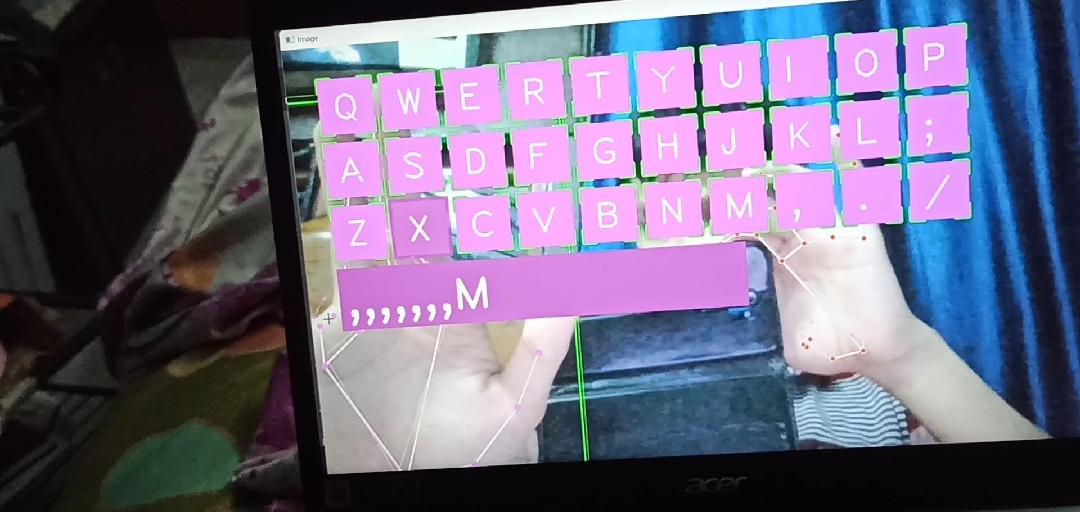 Image
Q W E R T Y U I O P
A S D F G H J K L ;
Z X C V B N M , . /
,,,,,,,M
acer